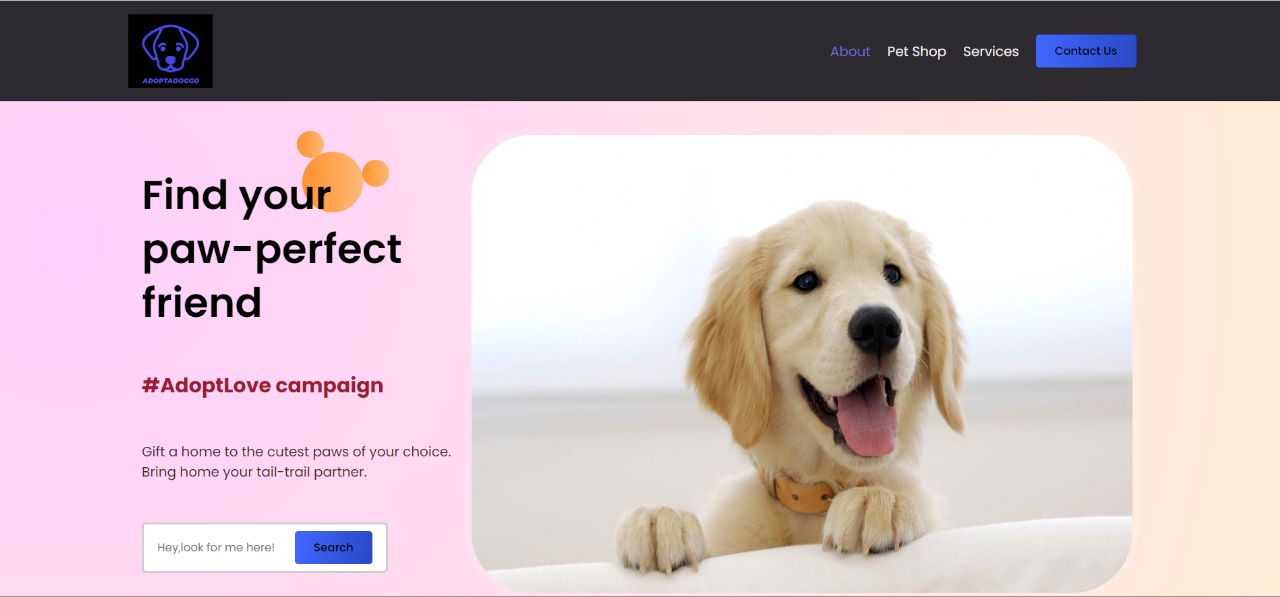 ADOPTADOGGO
About
Pet Shop
Services
Contact Us
Find your
paw-perfect
friend
#AdoptLove campaign
Gift a home to the cutest paws of your choice.
Bring home your tail-trail partner.
Hey,look for me here!
Search